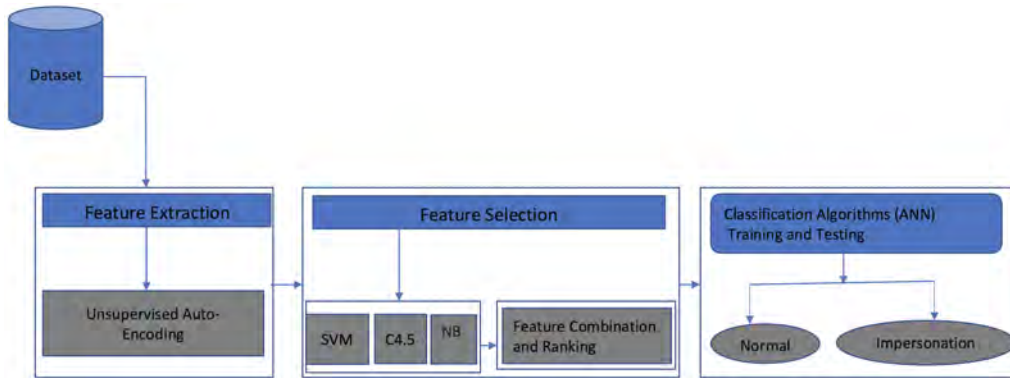 Dataset
Feature Extraction
Unsupervised Auto-
Encoding
Feature Selection
SVM
C4.5
NB
Feature Combination
and Ranking
Classification Algorithms (ANN)
Training and Testing
Normal
Impersonation